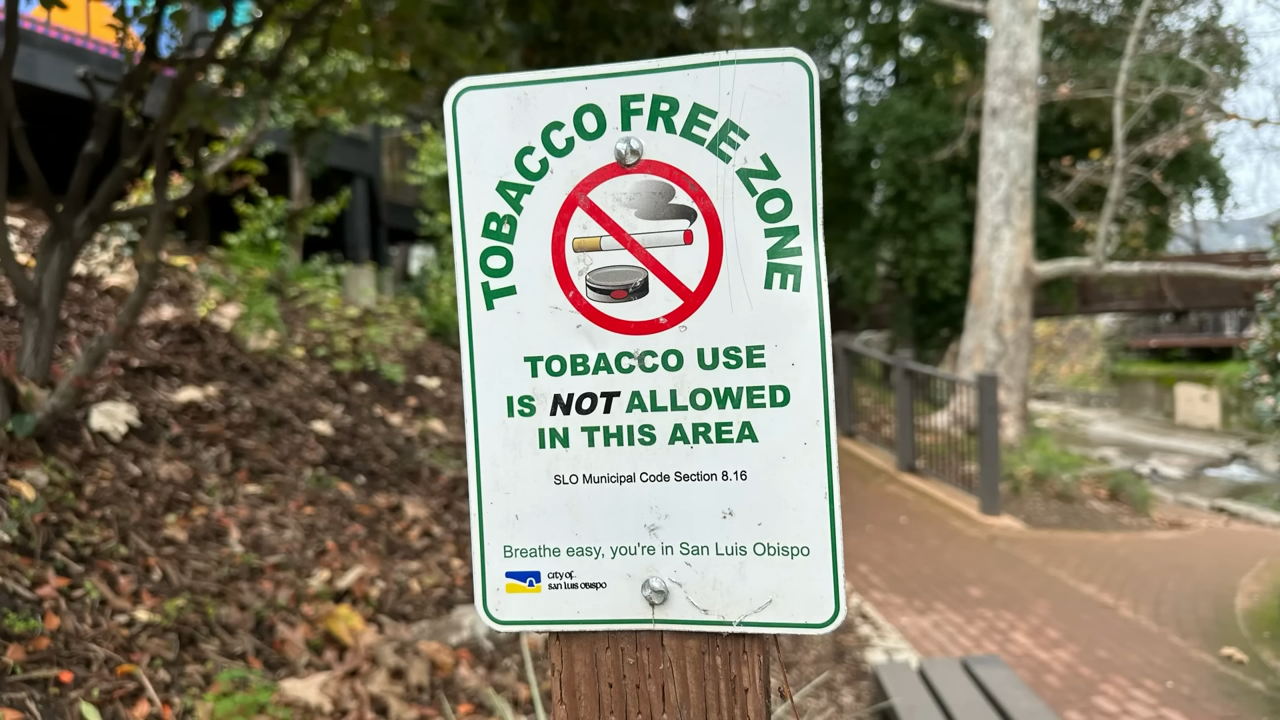 TOBACCO FREE ZONE
TOBACCO USE
IS NOT ALLOWED
IN THIS AREA
SLO Municipal Code Section 8.16
Breathe easy, you're in San Luis Obispo
city of
san luis obispo